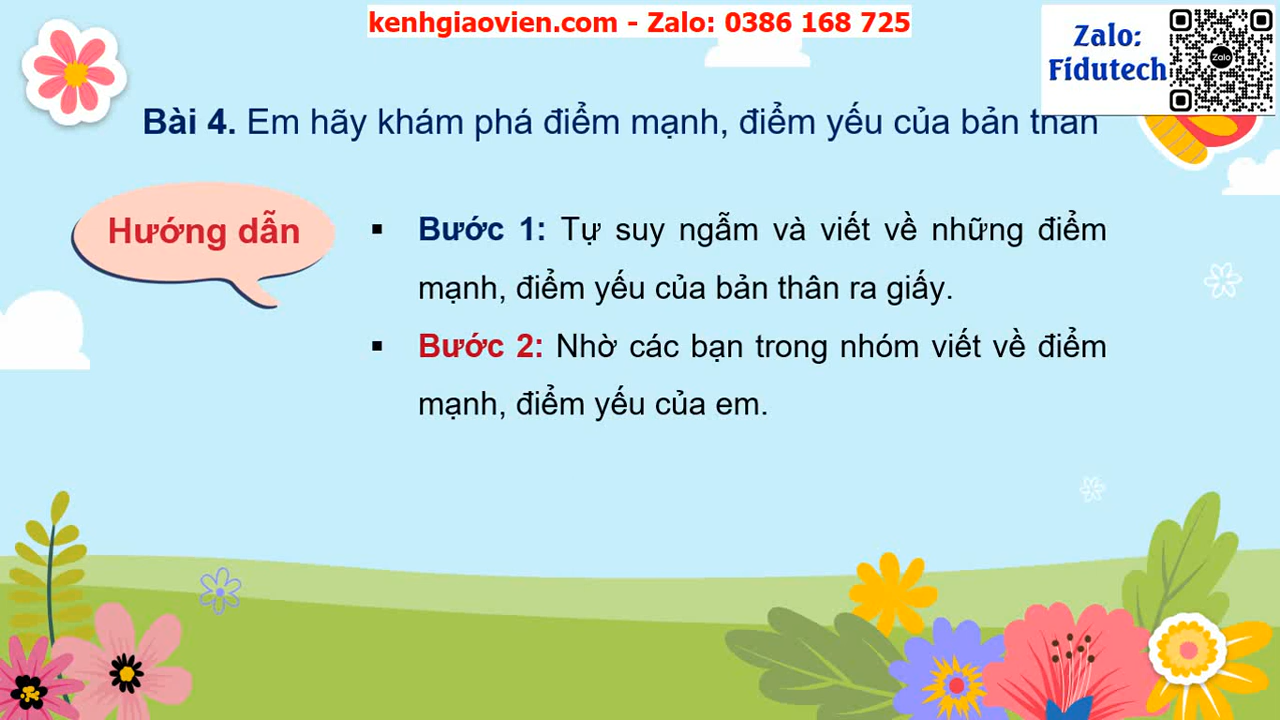 kenhgiaovien.com - Zalo: 0386 168 725
Zalo:
Fidutech
Zalo
Bài 4. Em hãy khám phá điểm mạnh, điểm yếu của bản thân
Hướng dẫn
▪ Bước 1: Tự suy ngẫm và viết về những điểm
mạnh, điểm yếu của bản thân ra giấy.
▪ Bước 2: Nhờ các bạn trong nhóm viết về điểm
mạnh, điểm yếu của em.